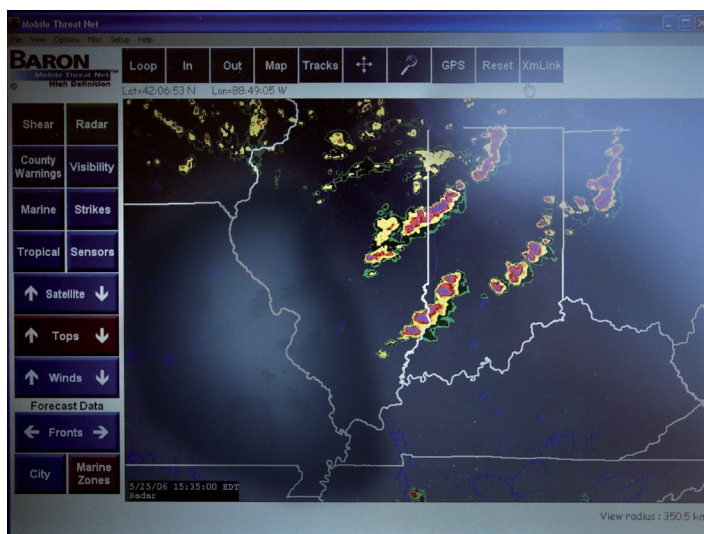 Mobile Threat Net
File View Options Misc Setup Help
BARON
Mobile Threat Net™
High Definition
Loop In Out Map Tracks GPS Reset XmLink
Lat=42:06:53 N Lon=88:49:05 W
Shear Radar
County Warnings Visibility
Marine Strikes
Tropical Sensors
Satellite
Tops
Winds
Forecast Data
Fronts
City Marine Zones
5/25/06 15:35:00 EDT
Radar
View radius : 350.5 km